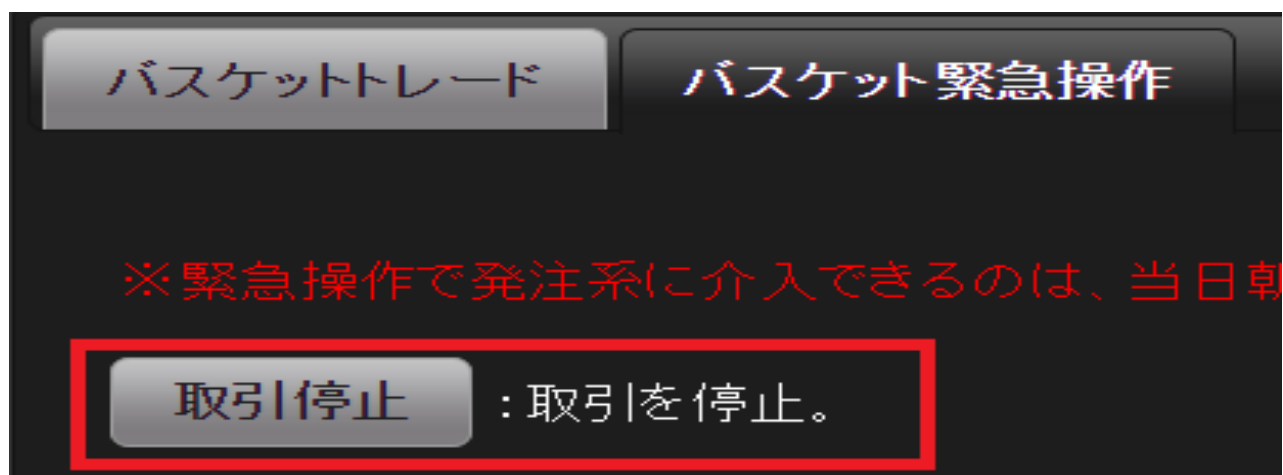 バスケットトレード
バスケット緊急操作
※緊急操作で発注系に介入できるのは、当日朝
取引停止 :取引を停止。